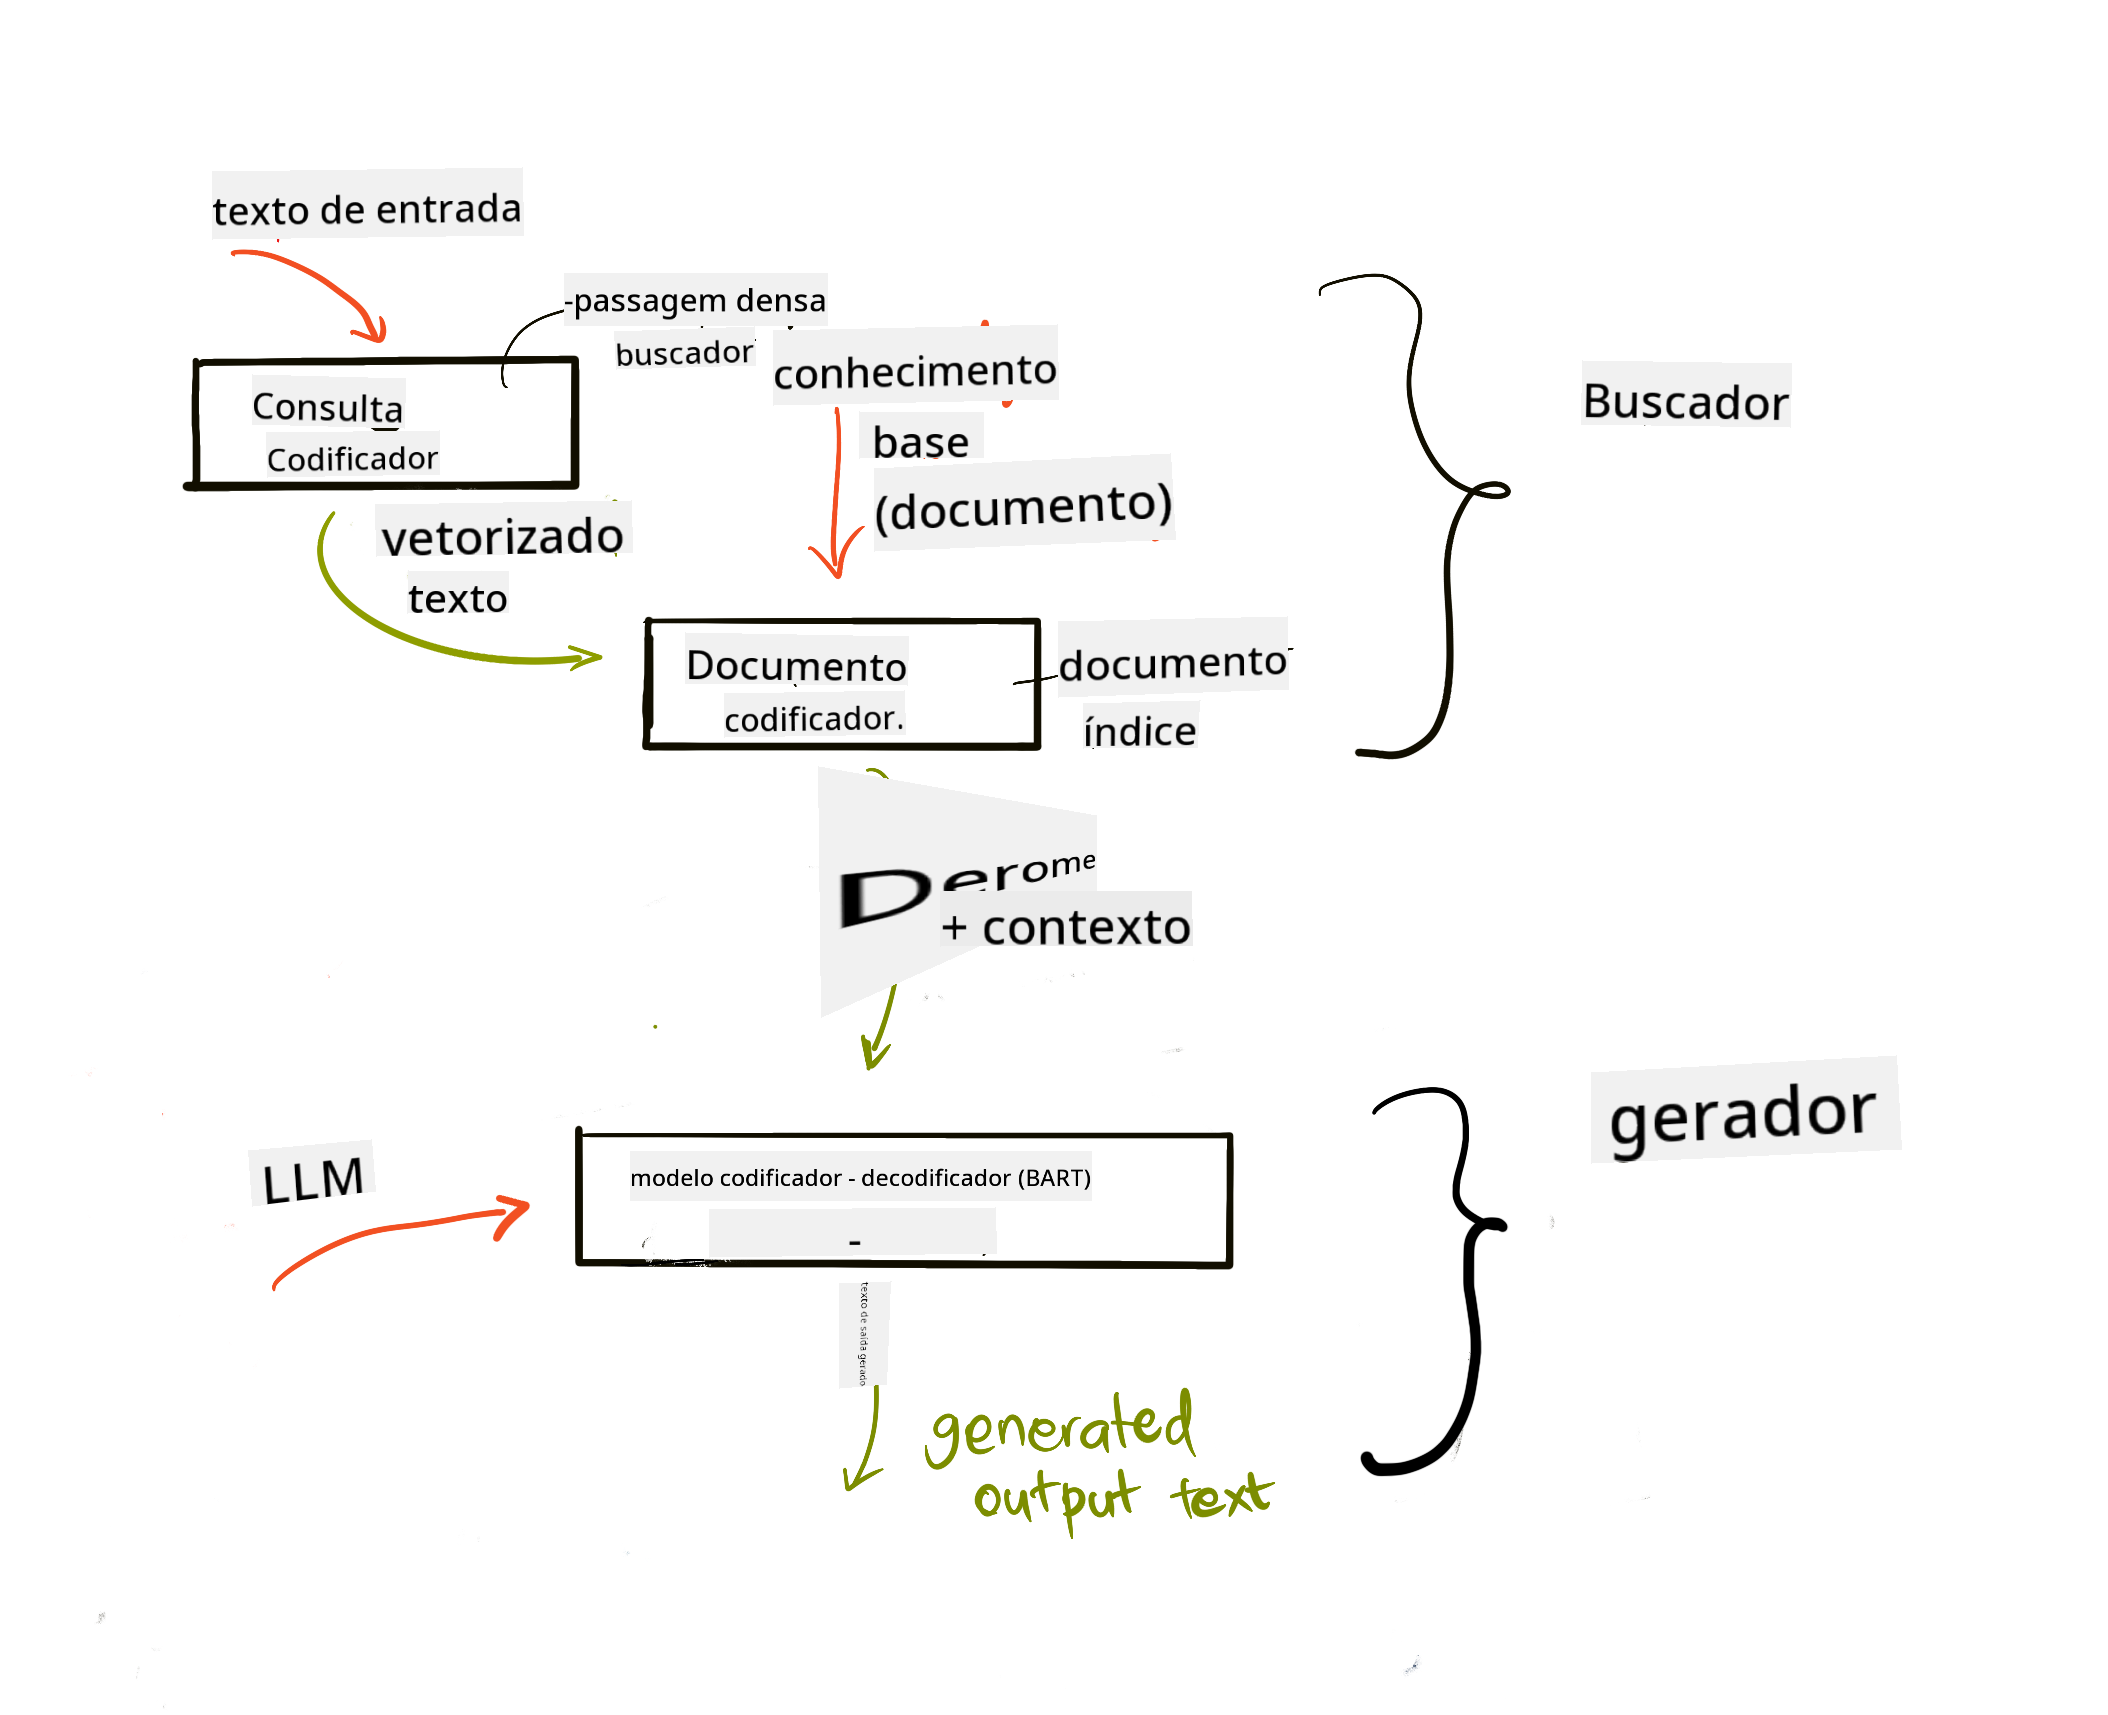 texto de entrada
-passagem densa
buscador
conhecimento
base
(documento)
Consulta
Codificador
Buscador
vetorizado
texto
Documento
codificador.
documento
índice
Derome
+ contexto
gerador
LLM
modelo codificador - decodificador (BART)
-
texto de saída gerado
generated
output text